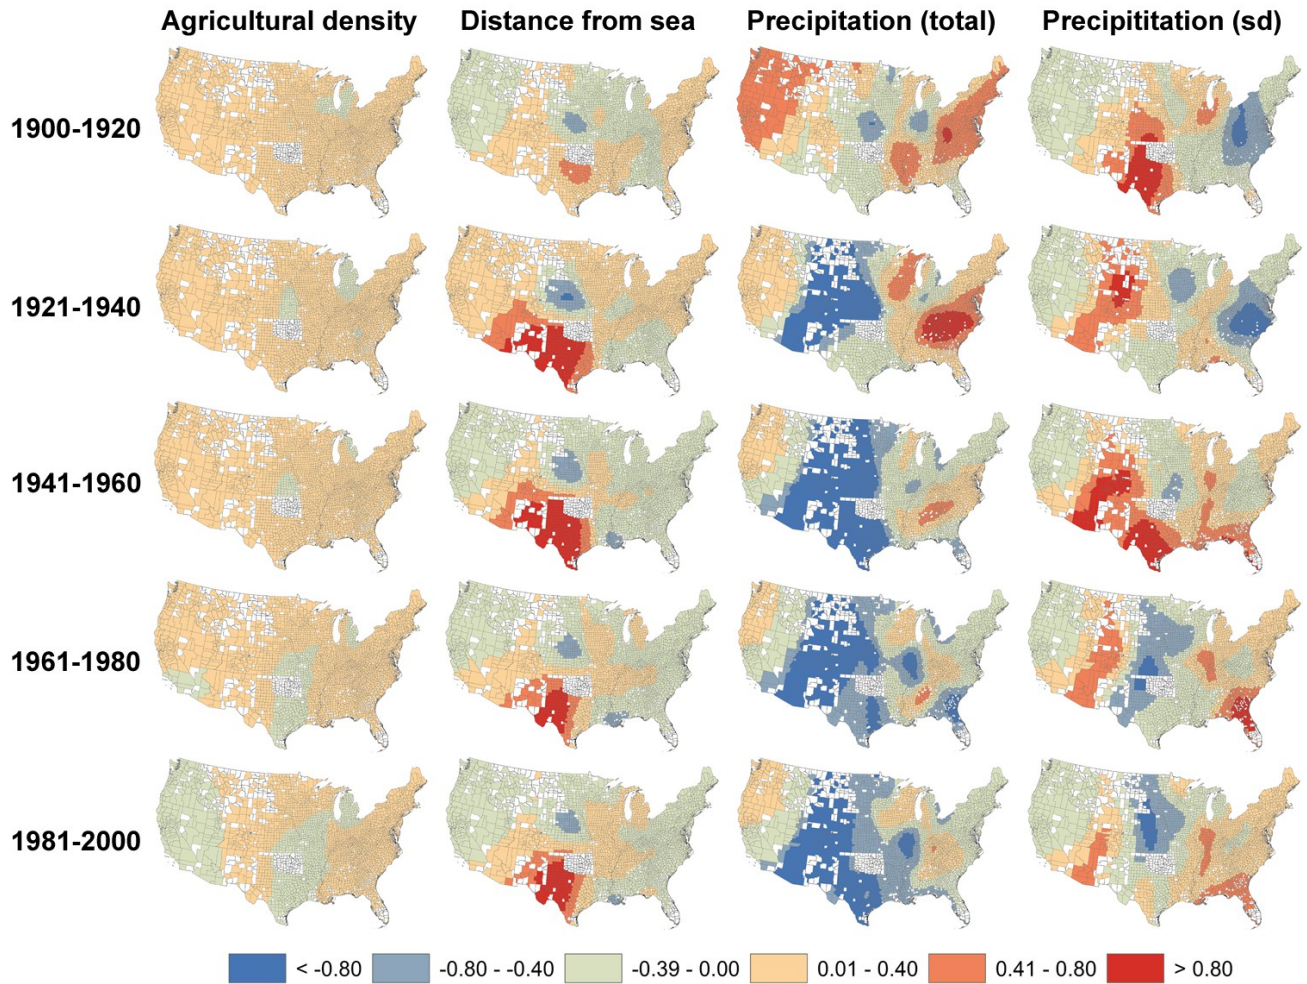 Agricultural density Distance from sea Precipitation (total) Precipititation (sd)
1900-1920
1921-1940
1941-1960
1961-1980
1981-2000
< -0.80 -0.80 - -0.40 -0.39 - 0.00 0.01 - 0.40 0.41 - 0.80 > 0.80